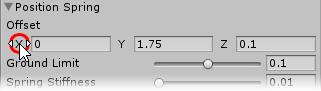 Position Spring
Offset
X 0 Y 1.75 Z 0.1
Ground Limit 0.1
Spring Stiffness 0.01